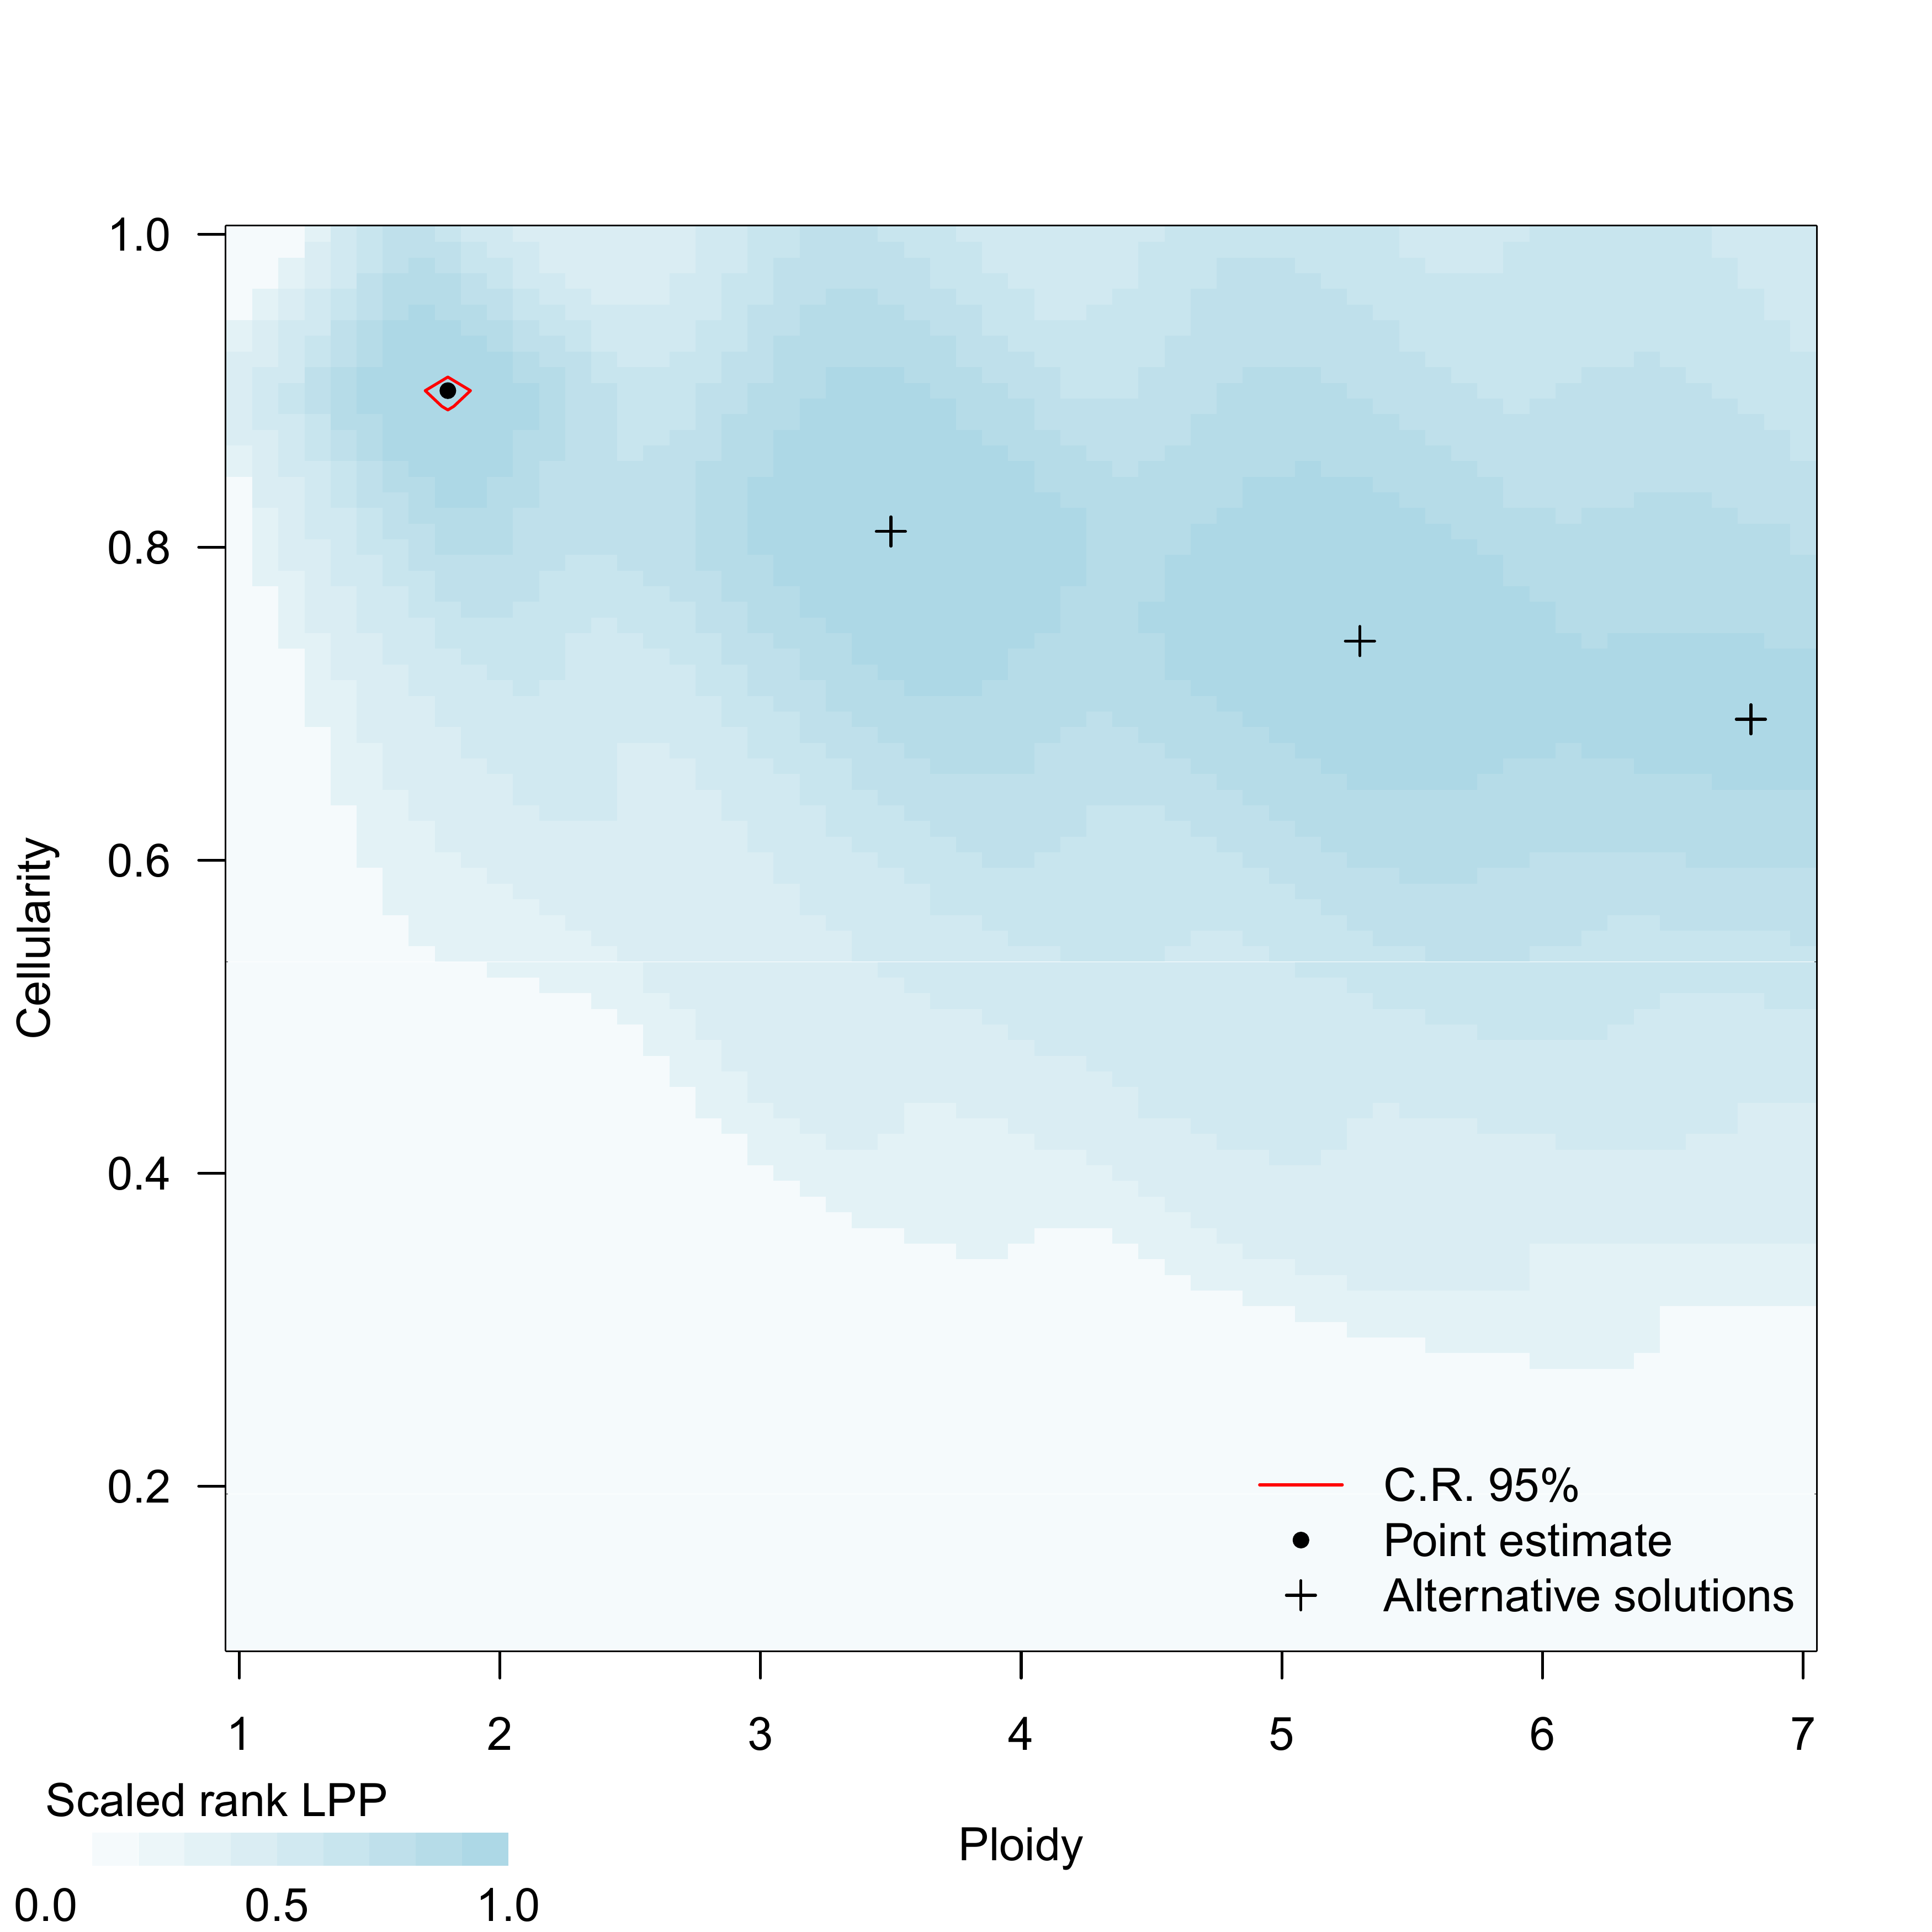 1.0
0.8
0.6
0.4
0.2
Cellularity
C.R. 95%
Point estimate
Alternative solutions
1 2 3 4 5 6 7
Ploidy
Scaled rank LPP
0.0 0.5 1.0